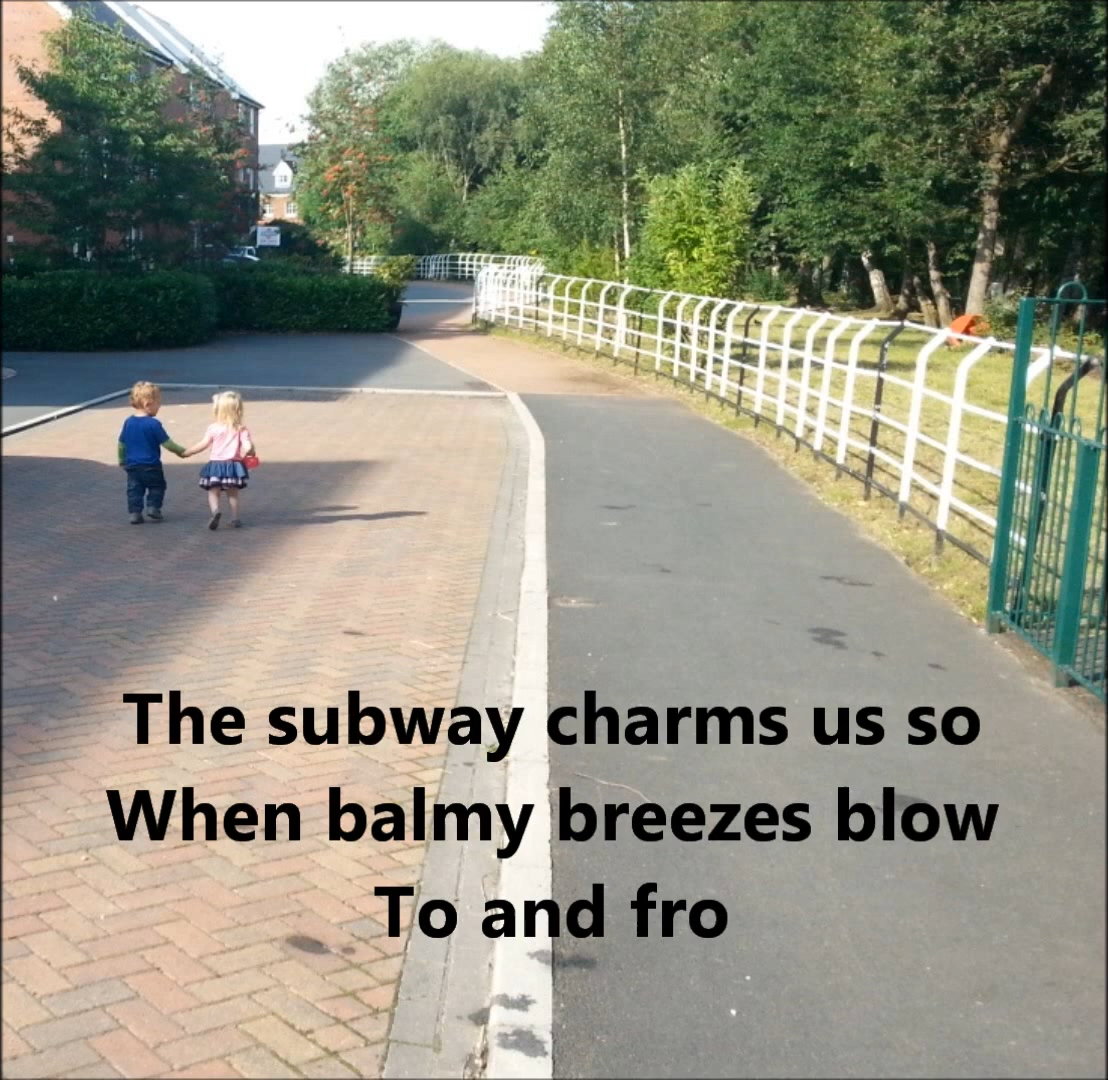 The subway charms us so
When balmy breezes blow
To and fro